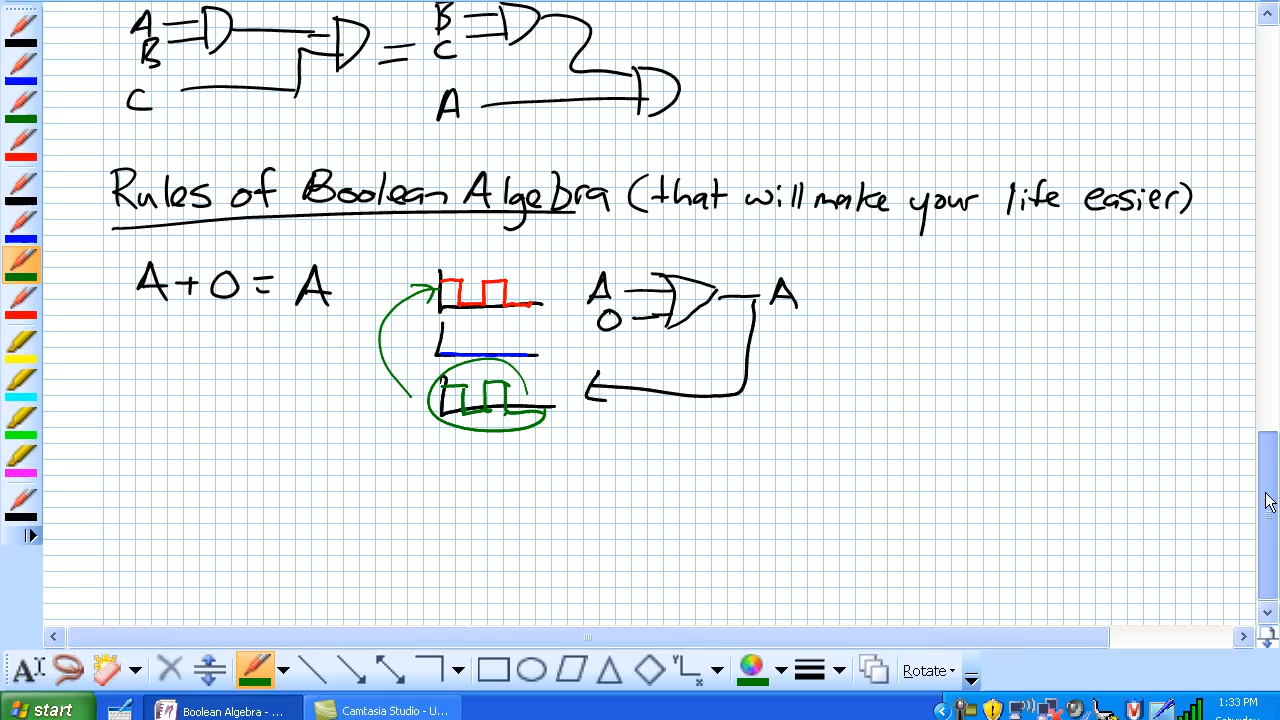 A
B
C
=
B
C
A
Rules of Boolean Algebra (that will make your life easier)
A + 0 = A
A
0
A
Rotate
start
Boolean Algebra - ...
Camtasia Studio - U...
1:33 PM